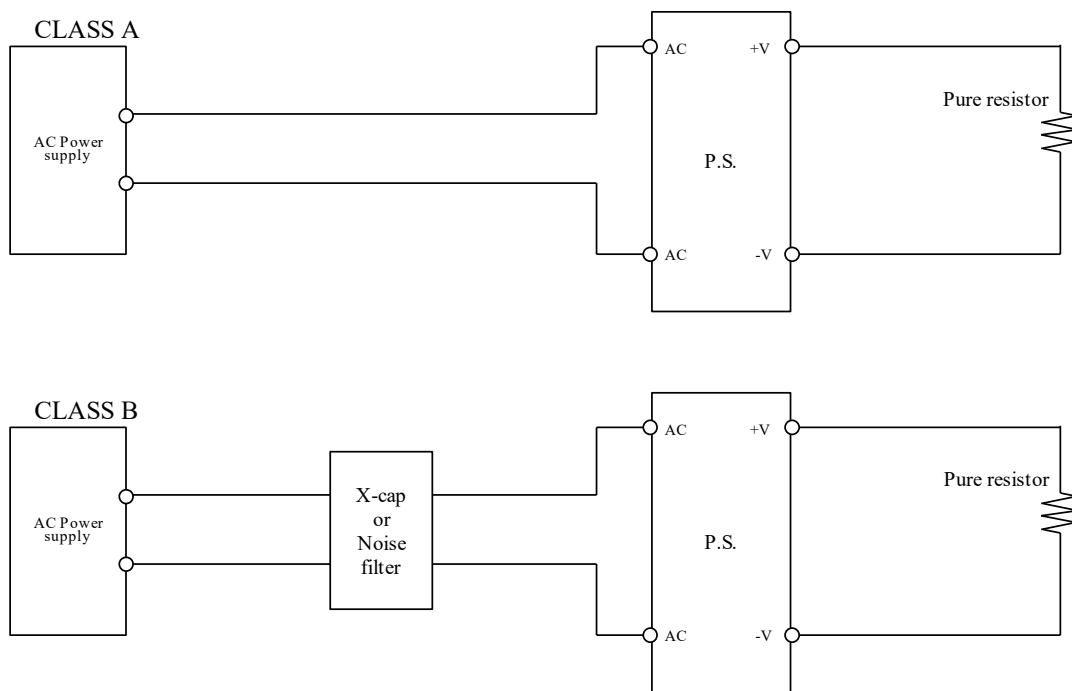 CLASS A
AC Power
supply
AC
+V
Pure resistor
P.S.
AC
-V
CLASS B
AC Power
supply
X-cap
or
Noise
filter
AC
+V
Pure resistor
P.S.
AC
-V